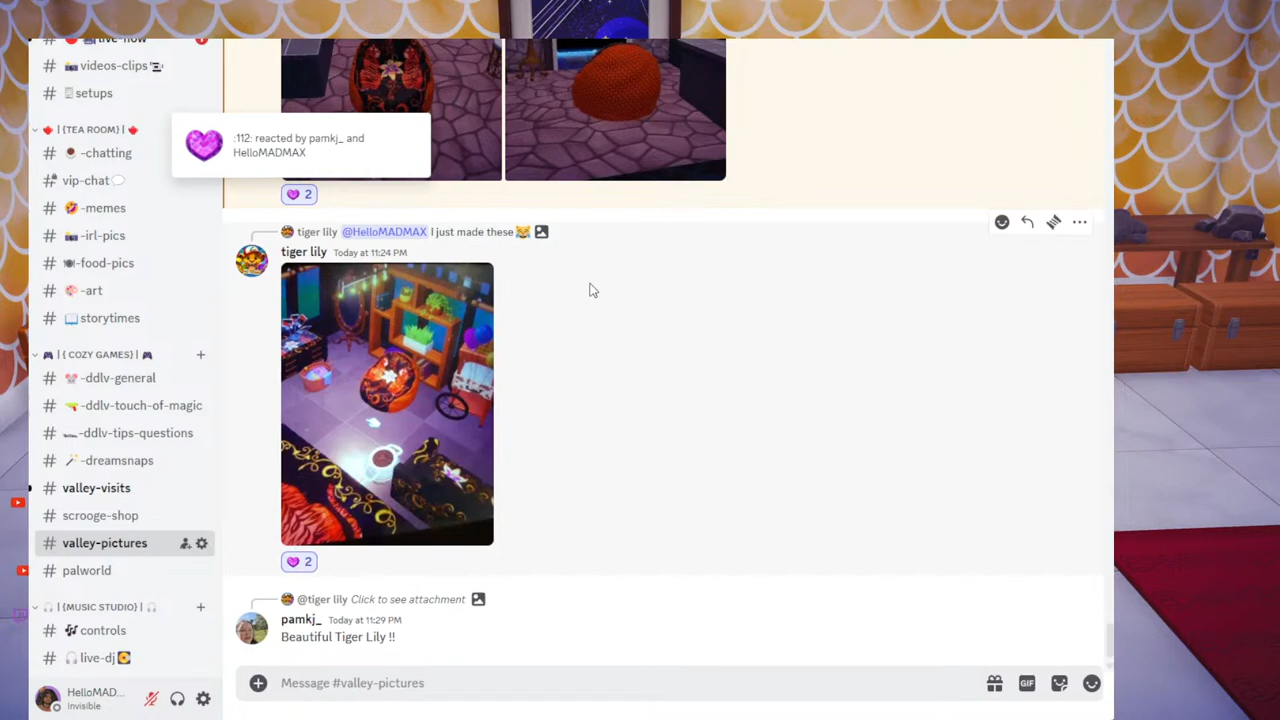 live-now
videos-clips
setups
|{TEA ROOM}|
-chatting
vip-chat
-memes
-irl-pics
-food-pics
-art
storytimes
|{ COZY GAMES}|
-ddlv-general
-ddlv-touch-of-magic
-ddlv-tips-questions
-dreamsnaps
valley-visits
scrooge-shop
valley-pictures
palworld
|{MUSIC STUDIO}|
controls
live-dj
HelloMAD...
Invisible
:112: reacted by pamkj_ and
HelloMADMAX
2
tiger lily @HelloMADMAX I just made these
tiger lily Today at 11:24 PM
2
@tiger lily Click to see attachment
pamkj_ Today at 11:29 PM
Beautiful Tiger Lily !!
Message #valley-pictures
GIF